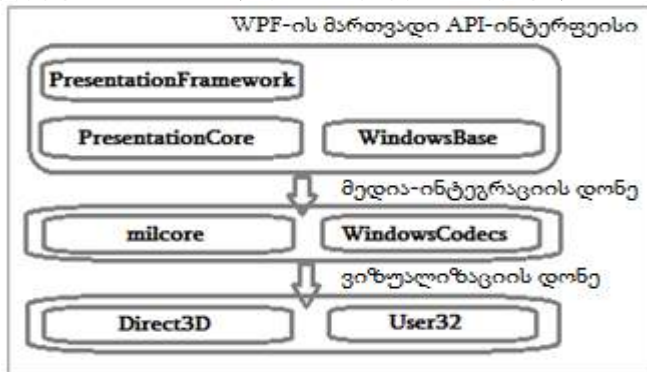 WPF-ის მართვადი API-ინტერფეისი
PresentationFramework
PresentationCore WindowsBase
მედია-ინტეგრაციის დონე
milcore WindowsCodecs
ვიზუალიზაციის დონე
Direct3D User32